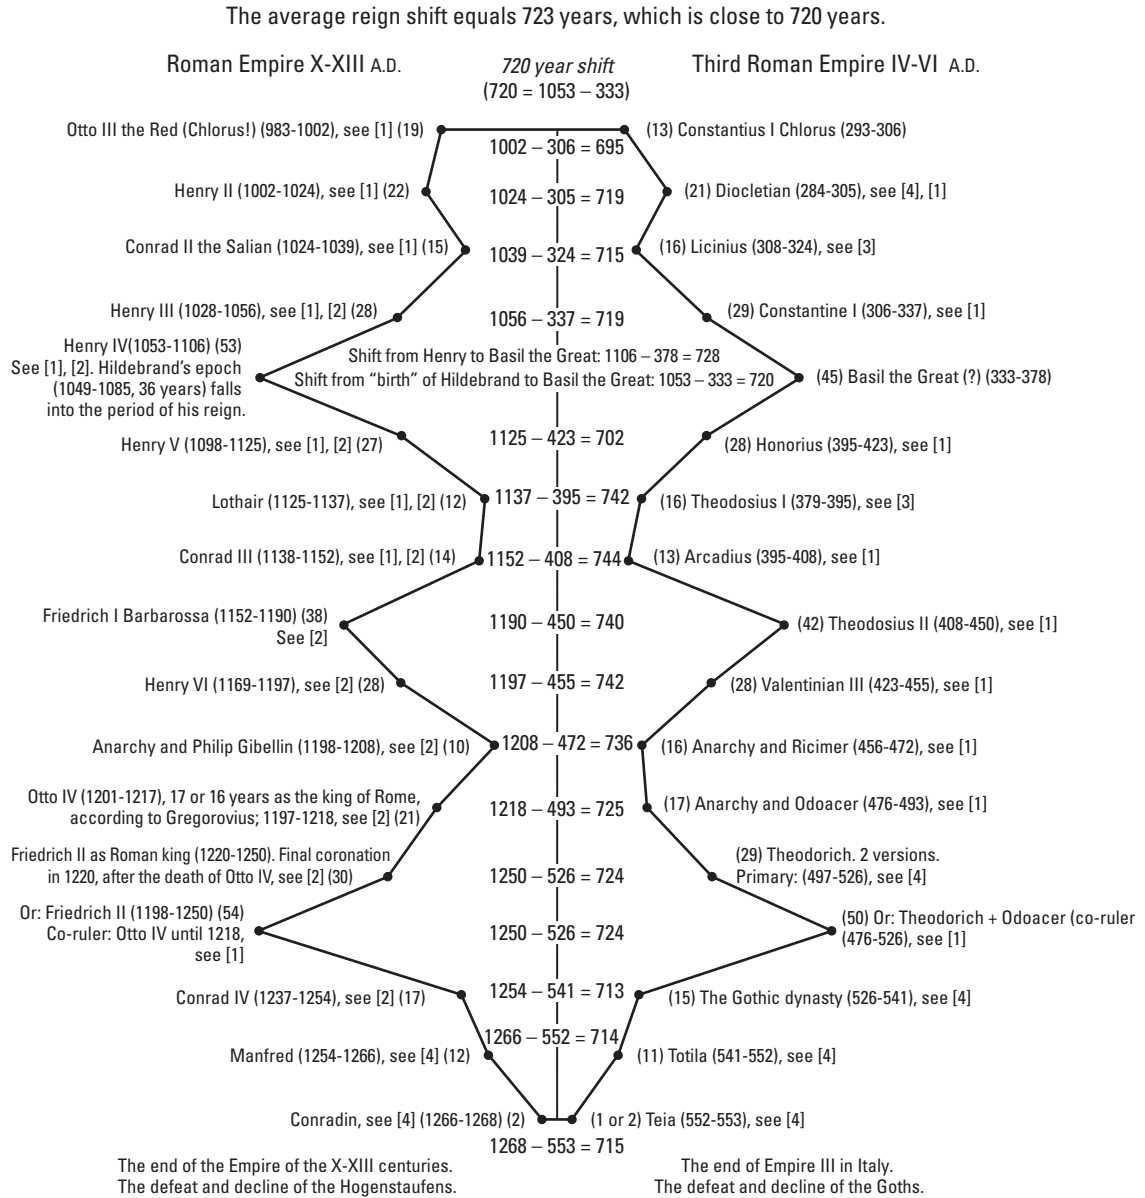 The average reign shift equals 723 years, which is close to 720 years.
Roman Empire X-XIII A.D.
720 year shift
(720 = 1053 – 333)
Third Roman Empire IV-VI A.D.
Otto III the Red (Chlorus!) (983-1002), see [1] (19)
1002 – 306 = 695
(13) Constantius I Chlorus (293-306)
Henry II (1002-1024), see [1] (22)
1024 – 305 = 719
(21) Diocletian (284-305), see [4], [1]
Conrad II the Salian (1024-1039), see [1] (15)
1039 – 324 = 715
(16) Licinius (308-324), see [3]
Henry III (1028-1056), see [1], [2] (28)
1056 – 337 = 719
(29) Constantine I (306-337), see [1]
Henry IV(1053-1106) (53)
See [1], [2]. Hildebrand's epoch
(1049-1085, 36 years) falls
into the period of his reign.
Shift from Henry to Basil the Great: 1106 – 378 = 728
Shift from “birth” of Hildebrand to Basil the Great: 1053 – 333 = 720
(45) Basil the Great (?) (333-378)
Henry V (1098-1125), see [1], [2] (27)
1125 – 423 = 702
(28) Honorius (395-423), see [1]
Lothair (1125-1137), see [1], [2] (12)
1137 – 395 = 742
(16) Theodosius I (379-395), see [3]
Conrad III (1138-1152), see [1], [2] (14)
1152 – 408 = 744
(13) Arcadius (395-408), see [1]
Friedrich I Barbarossa (1152-1190) (38)
See [2]
1190 – 450 = 740
(42) Theodosius II (408-450), see [1]
Henry VI (1169-1197), see [2] (28)
1197 – 455 = 742
(28) Valentinian III (423-455), see [1]
Anarchy and Philip Gibellin (1198-1208), see [2] (10)
1208 – 472 = 736
(16) Anarchy and Ricimer (456-472), see [1]
Otto IV (1201-1217), 17 or 16 years as the king of Rome,
according to Gregorovius; 1197-1218, see [2] (21)
1218 – 493 = 725
(17) Anarchy and Odoacer (476-493), see [1]
Friedrich II as Roman king (1220-1250). Final coronation
in 1220, after the death of Otto IV, see [2] (30)
1250 – 526 = 724
(29) Theodorich. 2 versions.
Primary: (497-526), see [4]
Or: Friedrich II (1198-1250) (54)
Co-ruler: Otto IV until 1218,
see [1]
1250 – 526 = 724
(50) Or: Theodorich + Odoacer (co-ruler
(476-526), see [1]
Conrad IV (1237-1254), see [2] (17)
1254 – 541 = 713
(15) The Gothic dynasty (526-541), see [4]
1266 – 552 = 714
Manfred (1254-1266), see [4] (12)
(11) Totila (541-552), see [4]
Conradin, see [4] (1266-1268) (2)
(1 or 2) Teia (552-553), see [4]
1268 – 553 = 715
The end of the Empire of the X-XIII centuries.
The defeat and decline of the Hogenstaufens.
The end of Empire III in Italy.
The defeat and decline of the Goths.